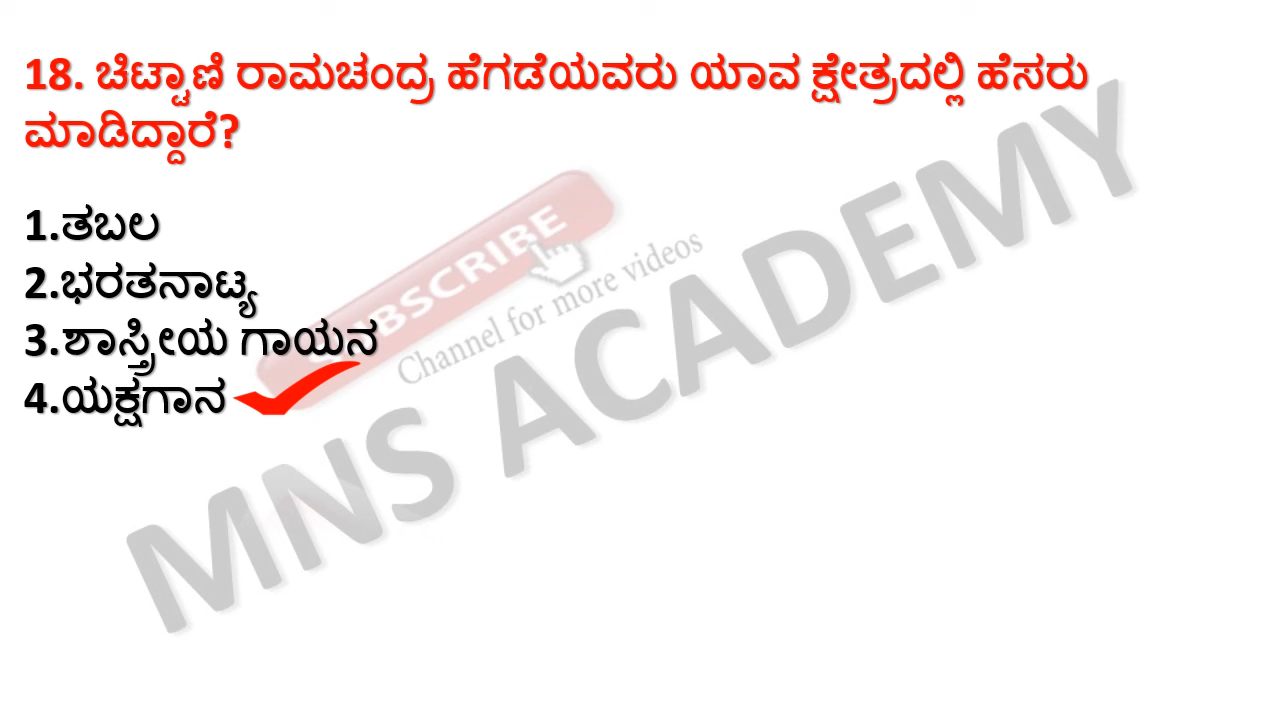 18. ಚಿಟ್ಟಾಣಿ ರಾಮಚಂದ್ರ ಹೆಗಡೆಯವರು ಯಾವ ಕ್ಷೇತ್ರದಲ್ಲಿ ಹೆಸರು
ಮಾಡಿದ್ದಾರೆ?
1.ತಬಲ
2.ಭರತನಾಟ್ಯ
3.ಶಾಸ್ತ್ರೀಯ ಗಾಯನ
4.ಯಕ್ಷಗಾನ
SUBSCRIBE
Channel for more videos
MNS ACADEMY